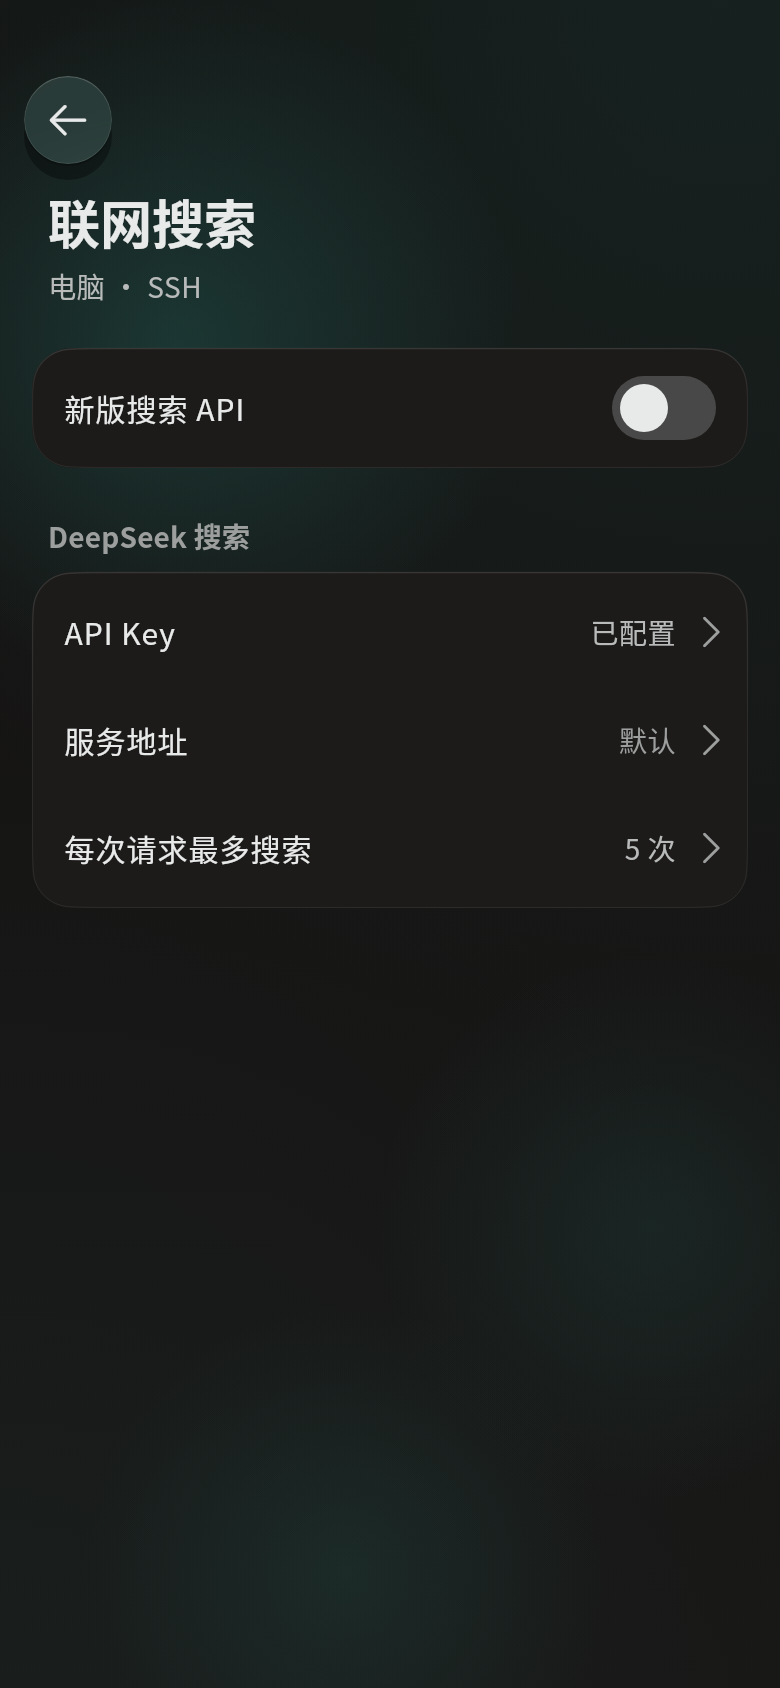 联网搜索
电脑 · SSH
新版搜索 API
DeepSeek 搜索
API Key 已配置
服务地址 默认
每次请求最多搜索 5 次